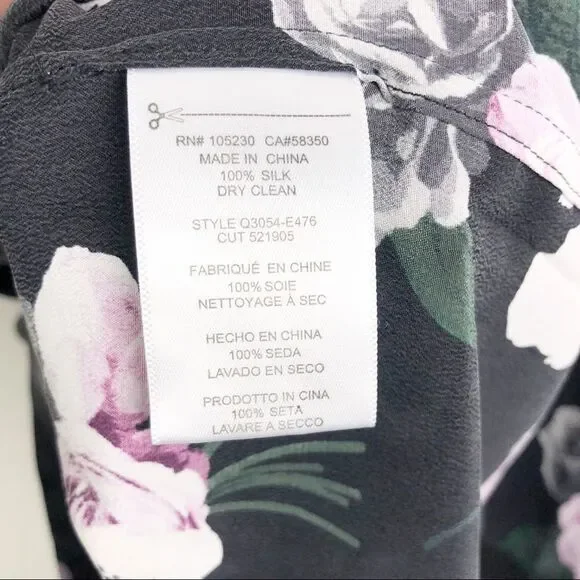 RN# 105230 CA#58350
MADE IN CHINA
100% SILK
DRY CLEAN
STYLE Q3054-E476
CUT 521905
FABRIQUÉ EN CHINE
100% SOIE
NETTOYAGE À SEC
HECHO EN CHINA
100% SEDA
LAVADO EN SECO
PRODOTTO IN CINA
100% SETA
LAVARE A SECCO